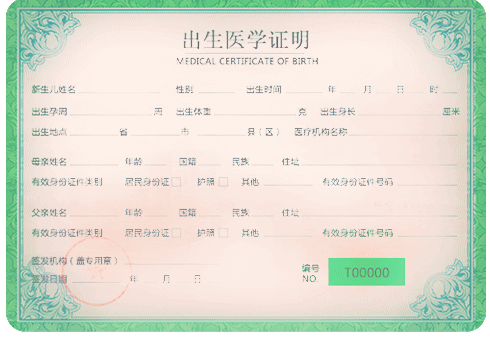 出生医学证明
MEDICAL CERTIFICATE OF BIRTH
新生儿姓名 性别 出生时间 年 月 日 时
出生孕周 周 出生体重 克 出生身长 厘米
出生地点 省 市 县（区） 医疗机构名称
母亲姓名 年龄 国籍 民族 住址
有效身份证件类别 居民身份证 护照 其他 有效身份证件号码
父亲姓名 年龄 国籍 民族 住址
有效身份证件类别 居民身份证 护照 其他 有效身份证件号码
签发机构（盖专用章）
签发日期 年 月 日
编号
NO
T00000